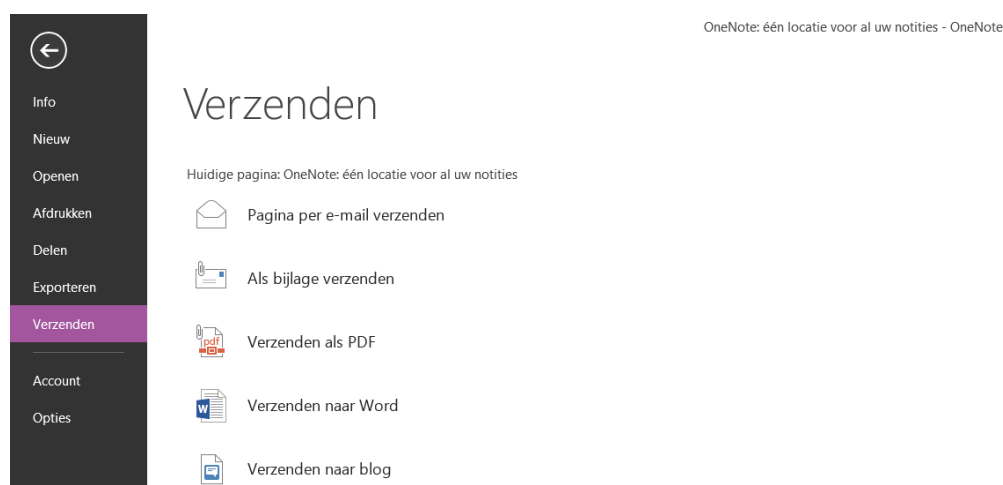 OneNote: één locatie voor al uw notities - OneNote
Info
Nieuw
Openen
Afdrukken
Delen
Exporteren
Verzenden
Account
Opties
Verzenden
Huidige pagina: OneNote: één locatie voor al uw notities
Pagina per e-mail verzenden
Als bijlage verzenden
pdf
Verzenden als PDF
W
Verzenden naar Word
Verzenden naar blog